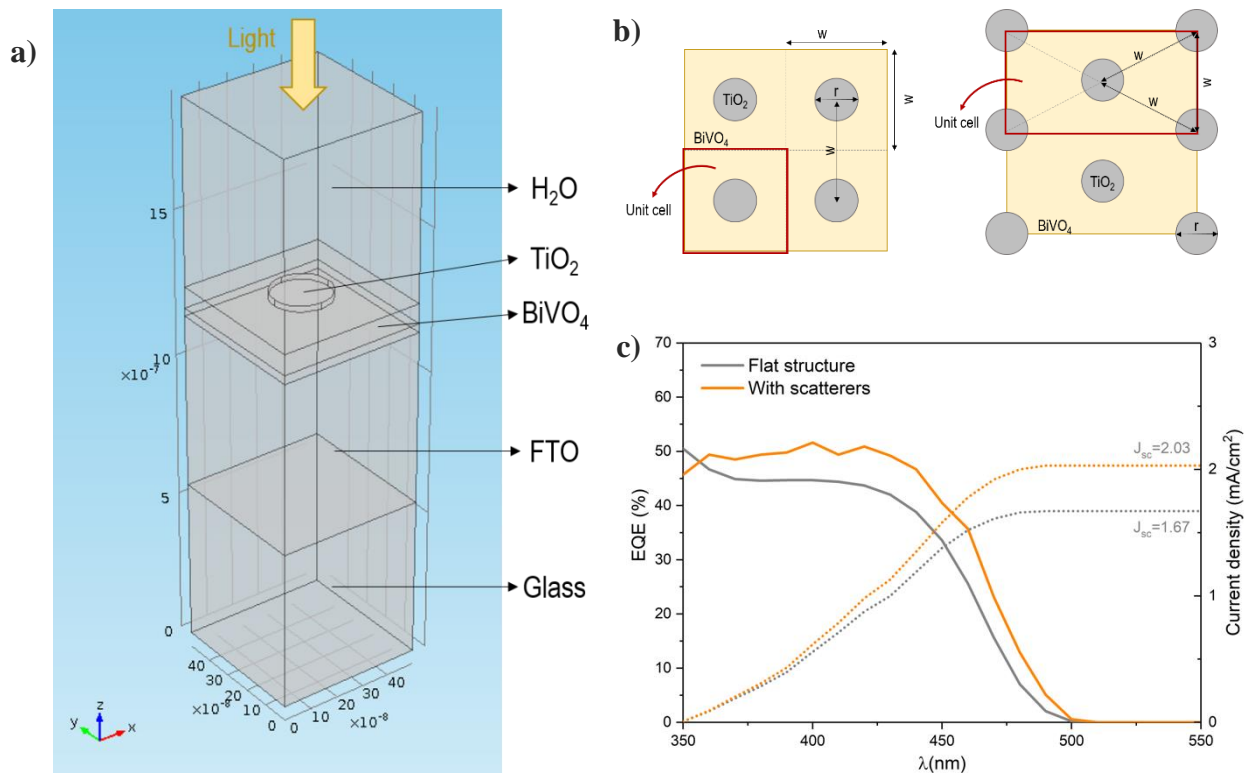 a)
Light
H₂O
TiO₂
BiVO₄
FTO
Glass
15
10
×10⁻⁷
5
0
40
30
20
10
0
×10⁻⁸
0
10
20
30
40
×10⁻⁸
z
y
x
b)
w
w
TiO₂
r
BiVO₄
w
Unit cell
w
w
w
Unit cell
TiO₂
BiVO₄
r
c)
Flat structure
With scatterers
EQE (%)
70
60
50
40
30
20
10
0
J_sc=2.03
J_sc=1.67
3
2
1
0
Current density (mA/cm²)
350
400
450
500
550
λ(nm)